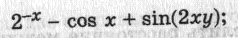 2⁻ˣ – cos x + sin(2xy);